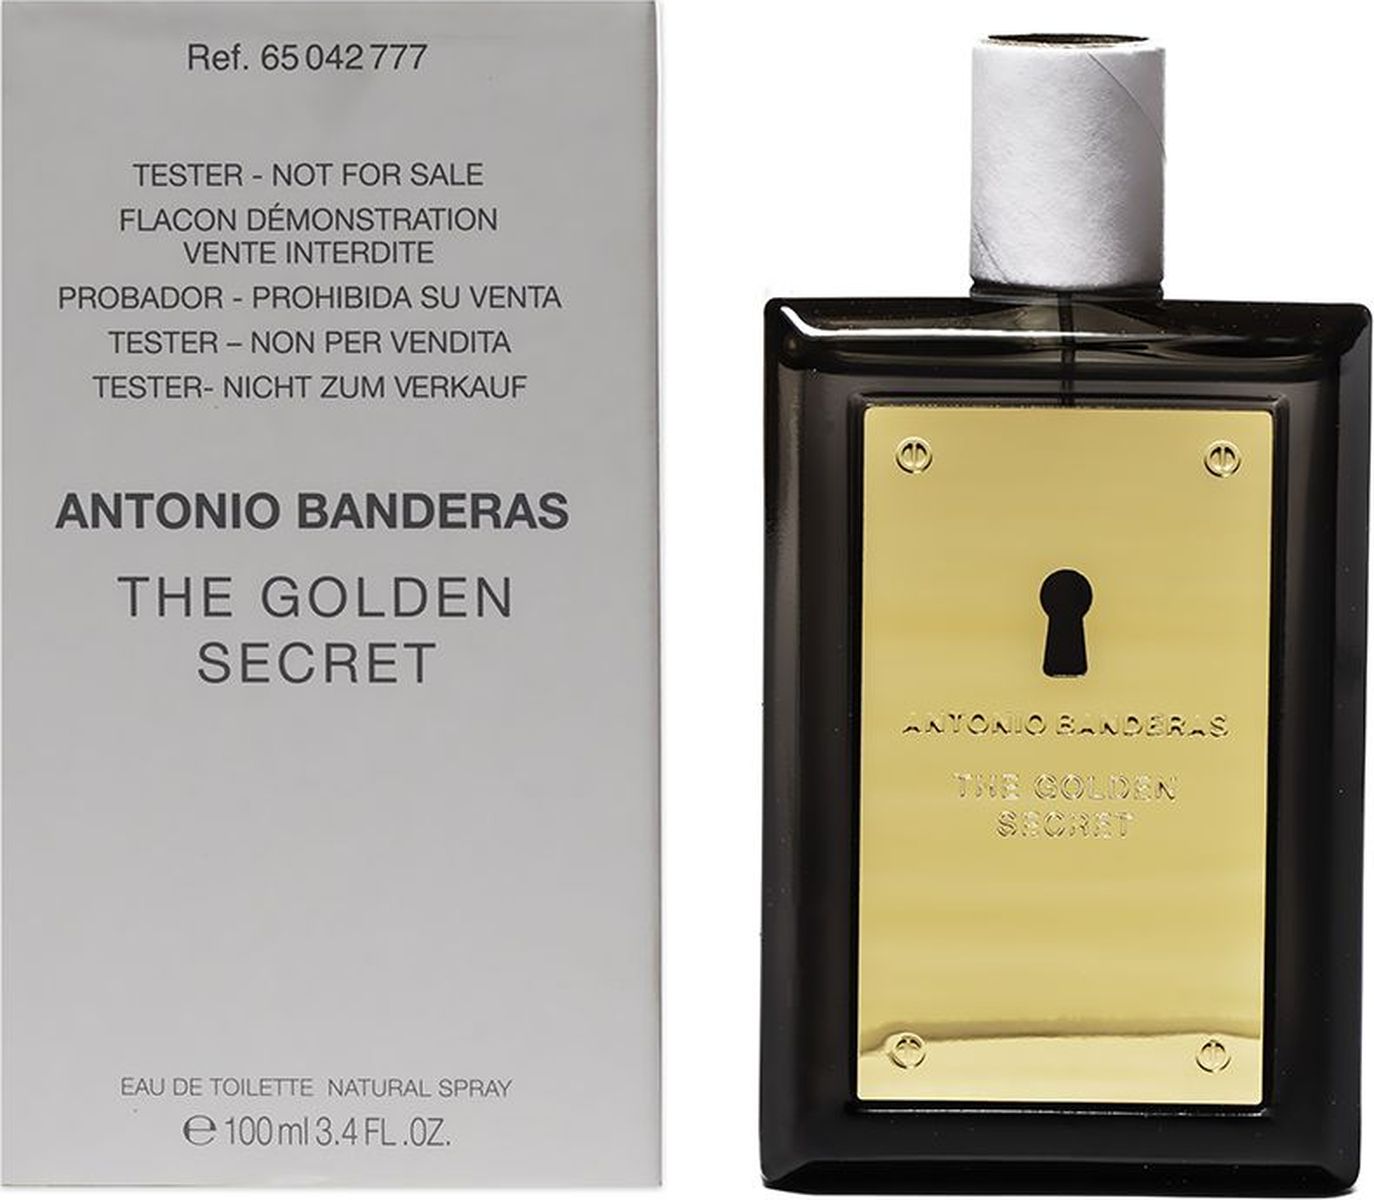 Ref. 65 042 777
TESTER - NOT FOR SALE
FLACON DÉMONSTRATION
VENTE INTERDITE
PROBADOR - PROHIBIDA SU VENTA
TESTER – NON PER VENDITA
TESTER- NICHT ZUM VERKAUF
ANTONIO BANDERAS
THE GOLDEN
SECRET
EAU DE TOILETTE NATURAL SPRAY
℮ 100 ml 3.4 FL .OZ.
ANTONIO BANDERAS
THE GOLDEN
SECRET